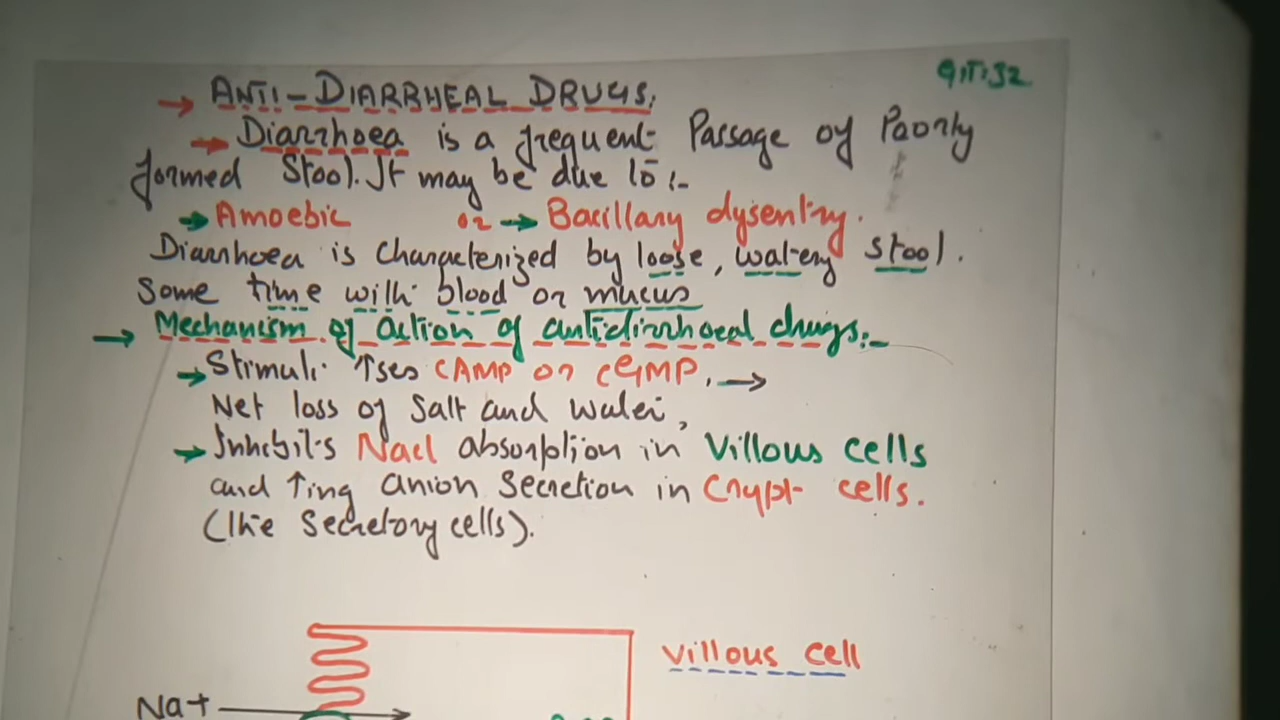 G.I.T.32
→ ANTI-DIARRHEAL DRUGS.
→ Diarrhoea is a frequent Passage of Poorly
formed Stool. It may be due to :-
→ Amoebic or → Bacillary dysentry.
Diarrhoea is characterized by loose, watery stool.
Some time with blood or mucus
→ Mechanism of action of antidirrhoeal drugs:-
→ Stimuli ↑ses CAMP or cGMP. →
Net loss of Salt and water,
→ Inhibits Nacl absorption in Villous cells
and ↑ing anion Secretion in Crypt cells.
(the Secretory cells).
Villous cell
Na+